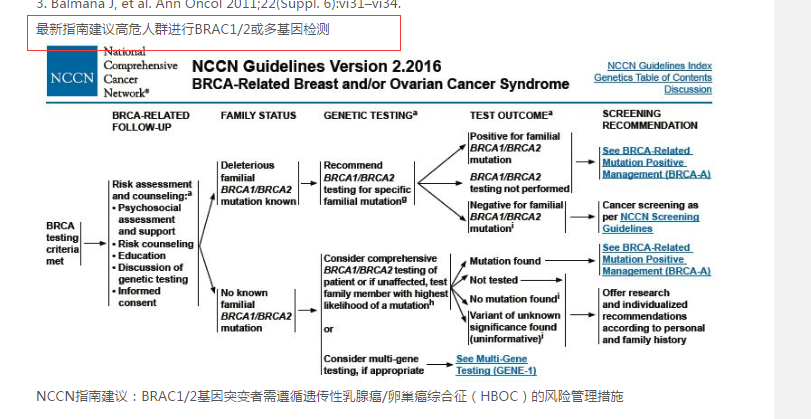 3. Balmana J, et al. Ann Oncol 2011;22(Suppl. 6):vi31–vi34.
最新指南建议高危人群进行BRAC1/2或多基因检测
National
Comprehensive
Cancer
Network®
NCCN
NCCN Guidelines Version 2.2016
BRCA-Related Breast and/or Ovarian Cancer Syndrome
NCCN Guidelines Index
Genetics Table of Contents
Discussion
BRCA-RELATED
FOLLOW-UP
FAMILY STATUS
GENETIC TESTINGᵃ
TEST OUTCOMEᵃ
SCREENING
RECOMMENDATION
BRCA
testing
criteria
met
Risk assessment
and counseling:ᵃ
• Psychosocial
assessment
and support
• Risk counseling
• Education
• Discussion of
genetic testing
• Informed
consent
Deleterious
familial
BRCA1/BRCA2
mutation known
Recommend
BRCA1/BRCA2
testing for specific
familial mutationᵍ
Positive for familial
BRCA1/BRCA2
mutation
BRCA1/BRCA2
testing not performed
See BRCA-Related
Mutation Positive
Management (BRCA-A)
Negative for familial
BRCA1/BRCA2
mutationⁱ
Cancer screening as
per NCCN Screening
Guidelines
No known
familial
BRCA1/BRCA2
mutation
Consider comprehensive
BRCA1/BRCA2 testing of
patient or if unaffected, test
family member with highest
likelihood of a mutationʰ
or
Consider multi-gene
testing, if appropriate
Mutation found
See BRCA-Related
Mutation Positive
Management (BRCA-A)
Not tested
No mutation foundⁱ
Variant of unknown
significance found
(uninformative)ⁱ
Offer research
and individualized
recommendations
according to personal
and family history
See Multi-Gene
Testing (GENE-1)
NCCN指南建议：BRAC1/2基因突变者需遵循遗传性乳腺癌/卵巢癌综合征（HBOC）的风险管理措施